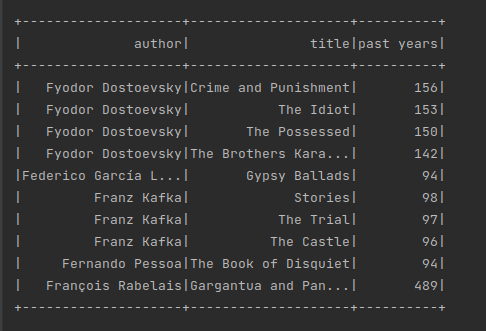 +--------------------+--------------------+----------+
|              author|               title|past years|
+--------------------+--------------------+----------+
|   Fyodor Dostoevsky|Crime and Punishment|       156|
|   Fyodor Dostoevsky|           The Idiot|       153|
|   Fyodor Dostoevsky|       The Possessed|       150|
|   Fyodor Dostoevsky|The Brothers Kara...|       142|
|Federico García L...|       Gypsy Ballads|        94|
|         Franz Kafka|             Stories|        98|
|         Franz Kafka|           The Trial|        97|
|         Franz Kafka|          The Castle|        96|
|     Fernando Pessoa|The Book of Disquiet|        94|
|   François Rabelais|Gargantua and Pan...|       489|
+--------------------+--------------------+----------+